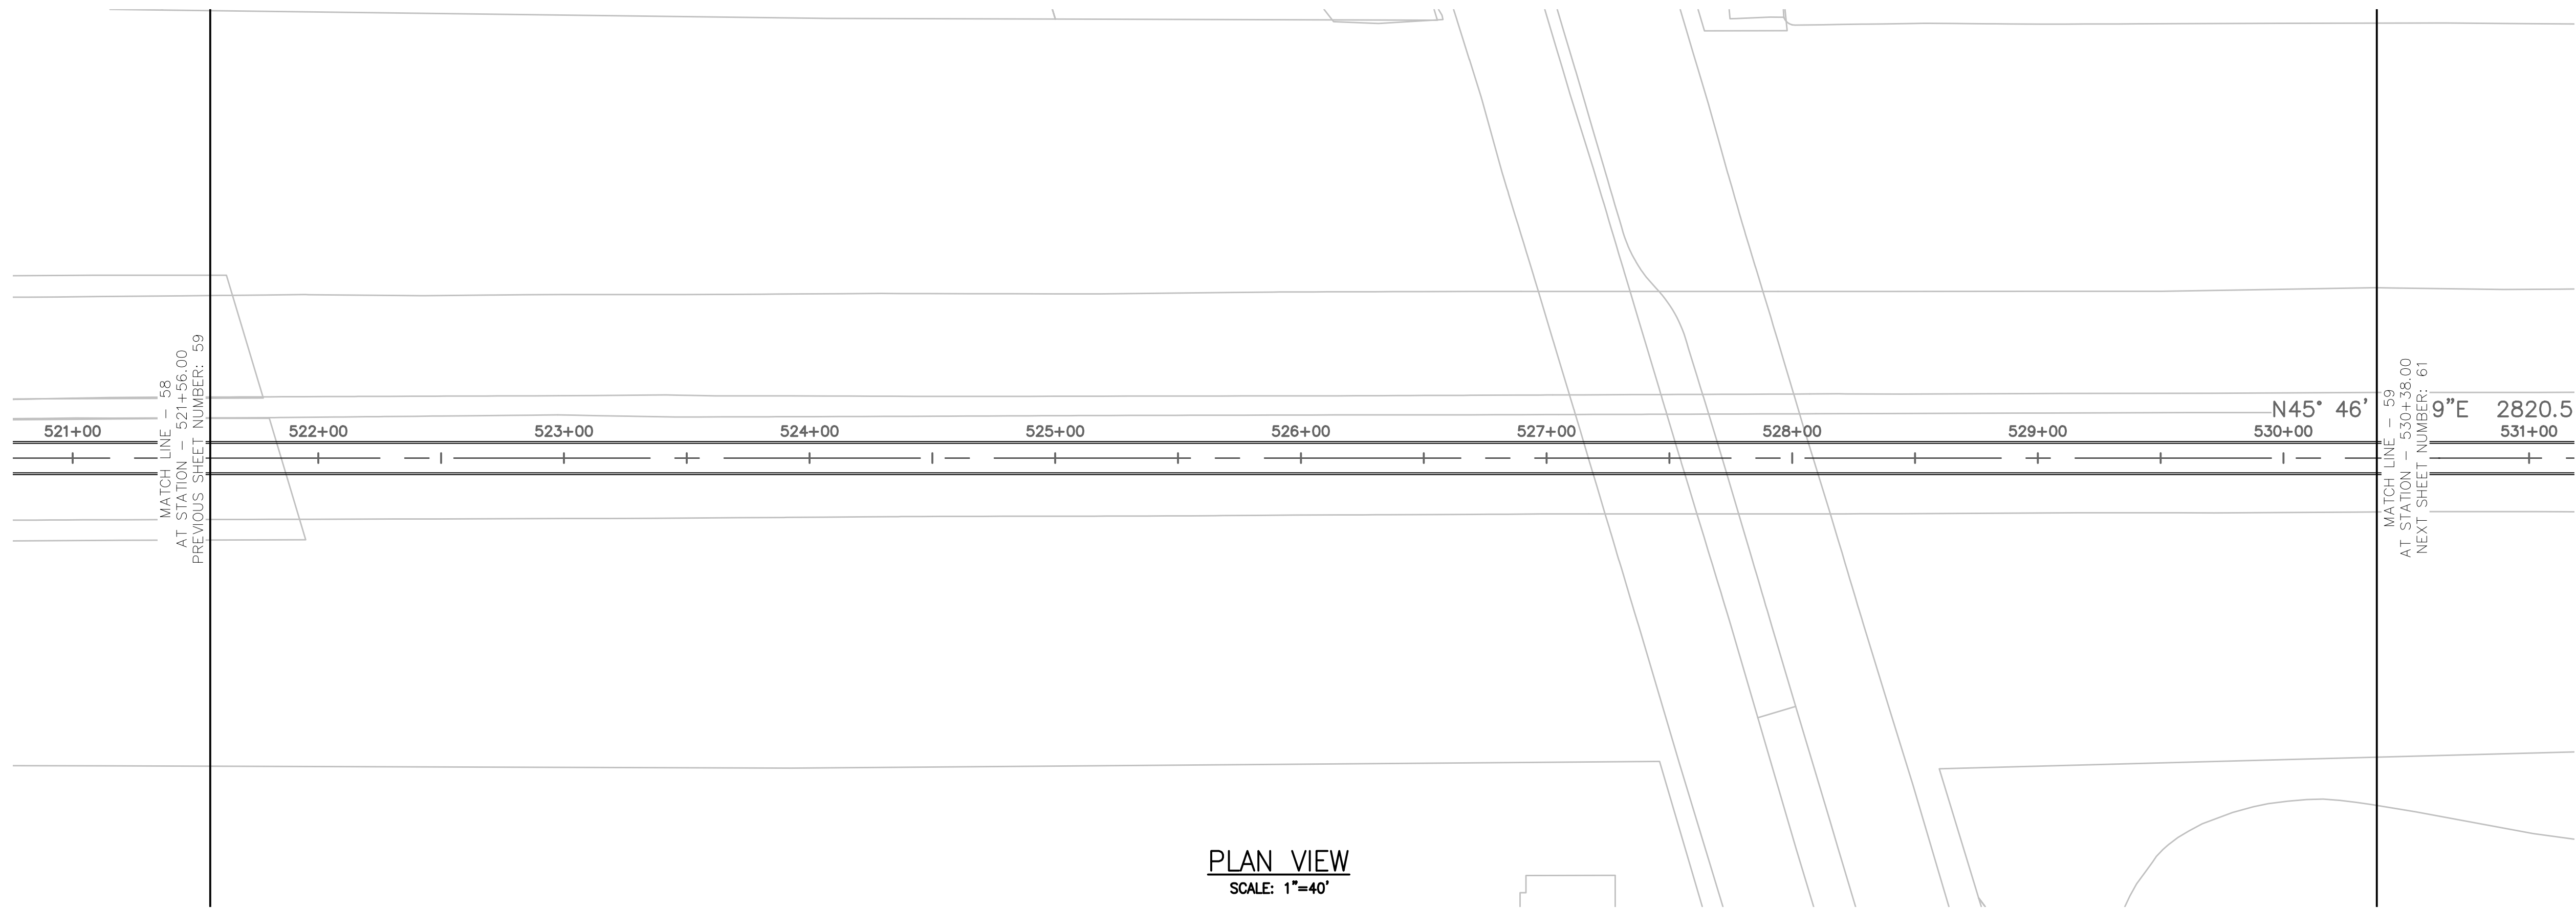 MATCH LINE - 58
AT STATION - 521+56.00
PREVIOUS SHEET NUMBER: 59
521+00 522+00 523+00 524+00 525+00 526+00 527+00 528+00 529+00 530+00 531+00
N45° 46' 9"E 2820.5
MATCH LINE - 59
AT STATION - 530+38.00
NEXT SHEET NUMBER: 61
PLAN VIEW
SCALE: 1"=40'